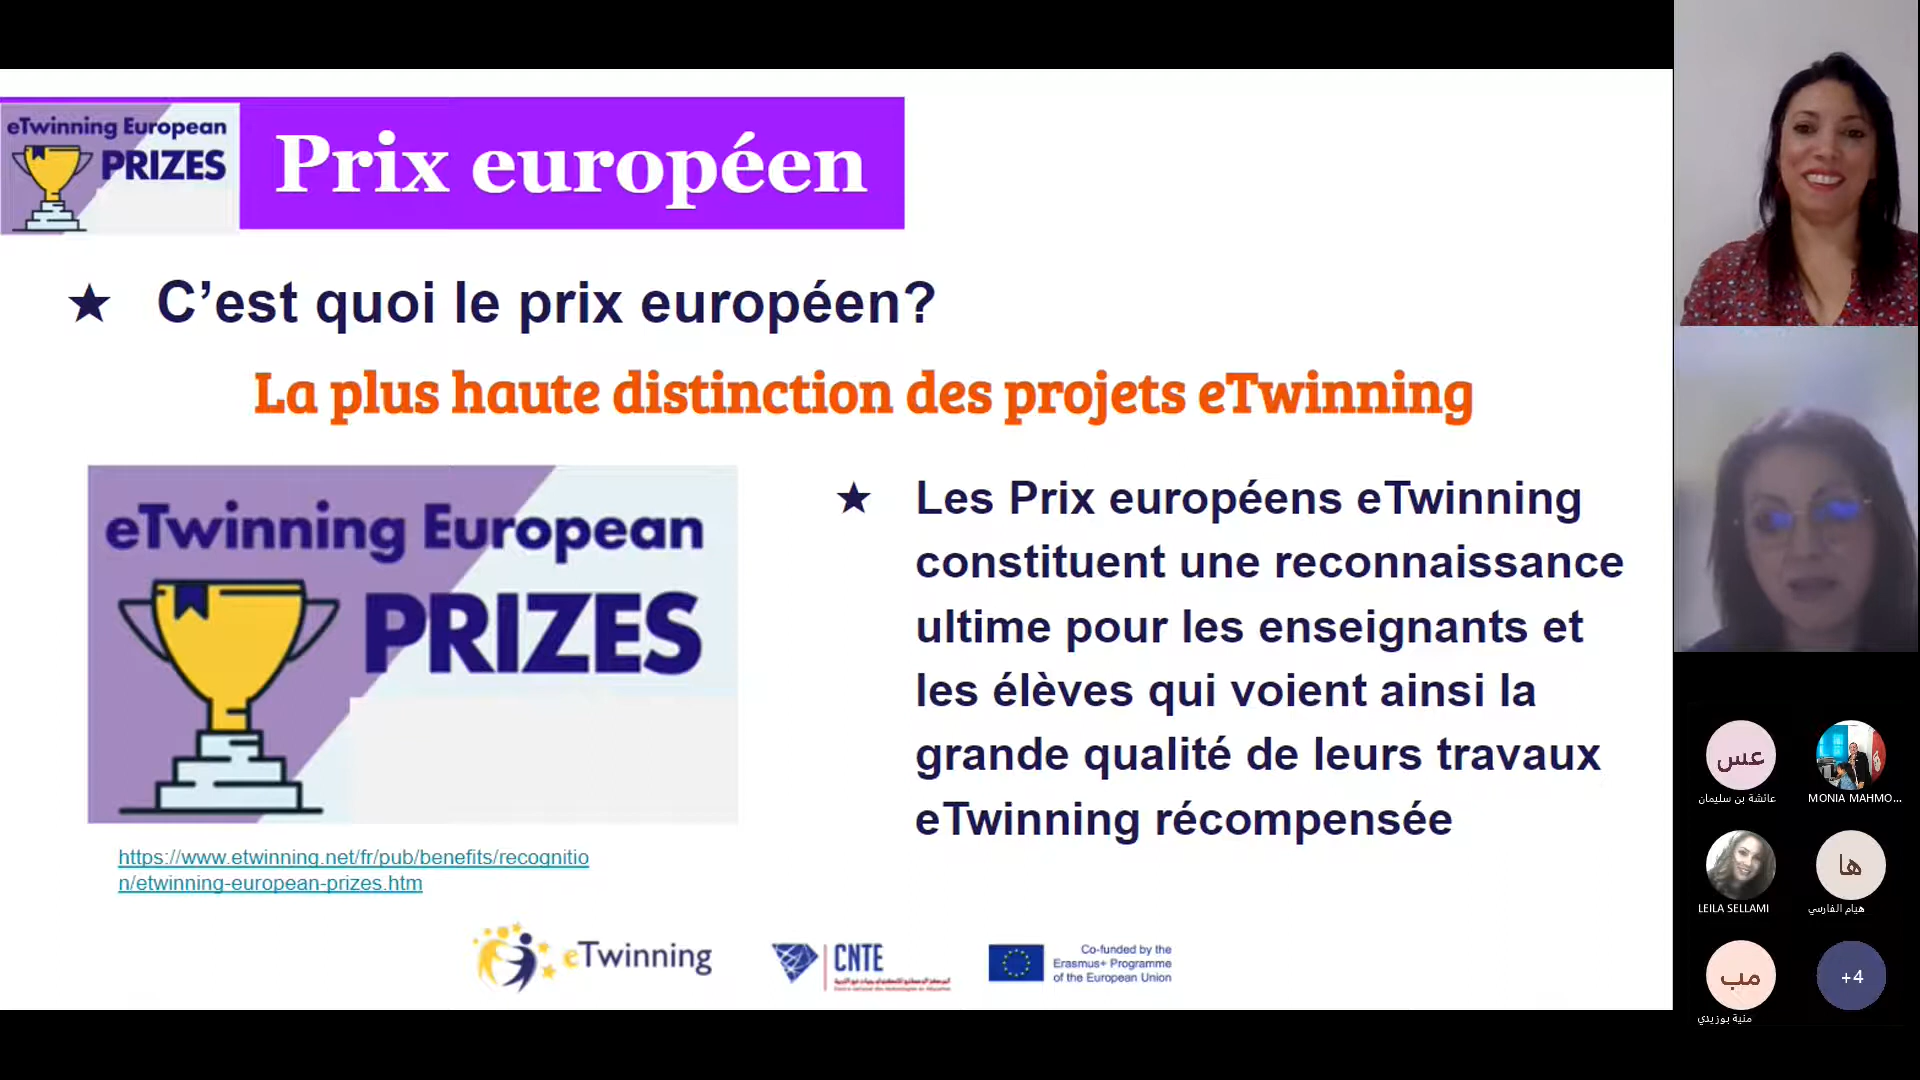 eTwinning European
PRIZES
Prix européen
C’est quoi le prix européen?
La plus haute distinction des projets eTwinning
eTwinning European
PRIZES
Les Prix européens eTwinning
constituent une reconnaissance
ultime pour les enseignants et
les élèves qui voient ainsi la
grande qualité de leurs travaux
eTwinning récompensée
https://www.etwinning.net/fr/pub/benefits/recognitio
n/etwinning-european-prizes.htm
eTwinning
CNTE
Co-funded by the
Erasmus+ Programme
of the European Union
عس
عائشة بن سليمان
MONIA MAHMO...
LEILA SELLAMI
ها
هيام الفارسي
مب
منية بوزيدي
+4